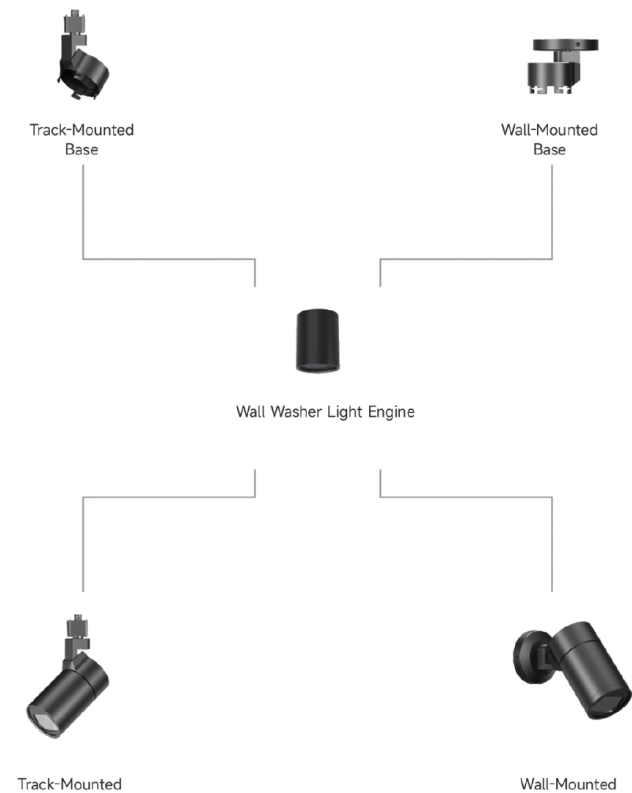 Track-Mounted
Base
Wall-Mounted
Base
Wall Washer Light Engine
Track-Mounted
Wall-Mounted